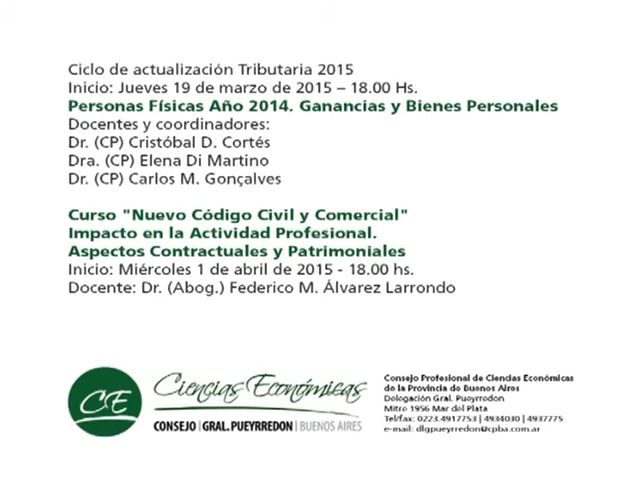 Ciclo de actualización Tributaria 2015
Inicio: Jueves 19 de marzo de 2015 – 18.00 Hs.
Personas Físicas Año 2014. Ganancias y Bienes Personales
Docentes y coordinadores:
Dr. (CP) Cristóbal D. Cortés
Dra. (CP) Elena Di Martino
Dr. (CP) Carlos M. Gonçalves
Curso "Nuevo Código Civil y Comercial"
Impacto en la Actividad Profesional.
Aspectos Contractuales y Patrimoniales
Inicio: Miércoles 1 de abril de 2015 - 18.00 hs.
Docente: Dr. (Abog.) Federico M. Álvarez Larrondo
CE
Ciencias Económicas
CONSEJO | GRAL. PUEYRREDON | BUENOS AIRES
Consejo Profesional de Ciencias Económicas
de la Provincia de Buenos Aires
Delegación Gral. Pueyrredon
Mitre 1956 Mar del Plata
Tel/fax: 0223.4917753 | 4934030 | 4937775
e-mail: dlgpueyrredon@cpba.com.ar